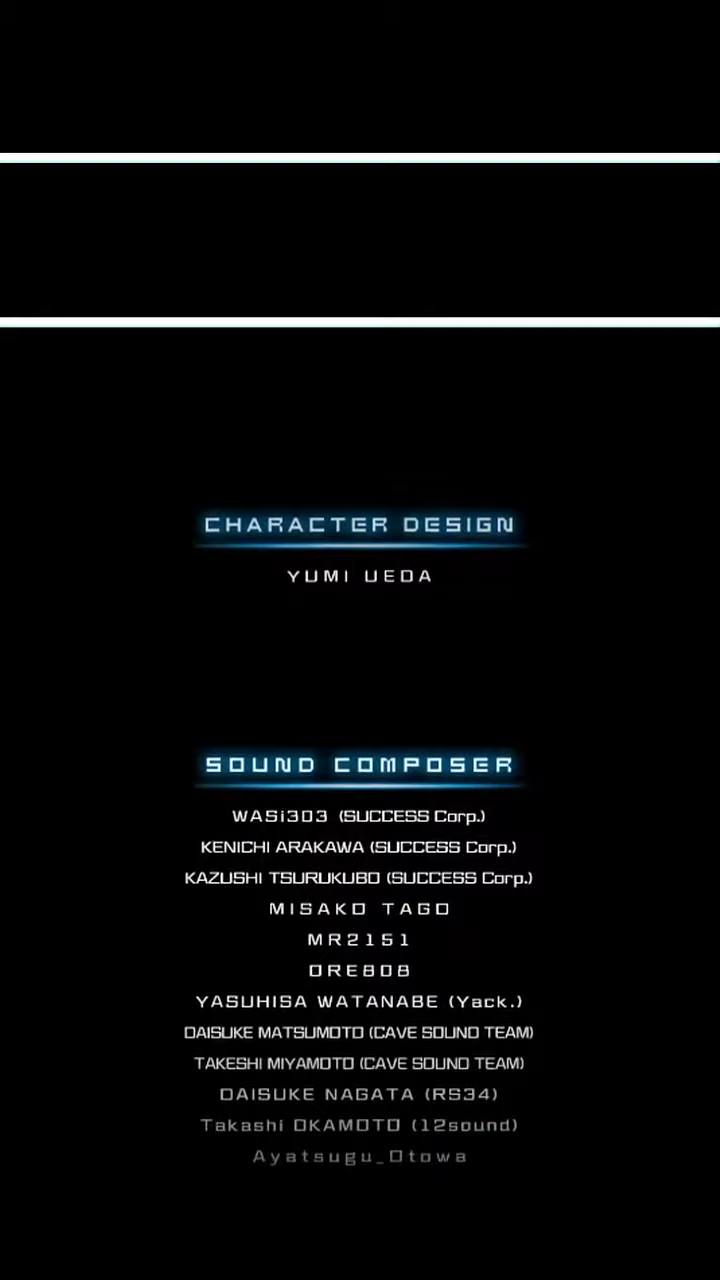 CHARACTER DESIGN
YUMI UEDA
SOUND COMPOSER
WASi303 (SUCCESS Corp.)
KENICHI ARAKAWA (SUCCESS Corp.)
KAZUSHI TSURUKUBO (SUCCESS Corp.)
MISAKO TAGO
MR2151
ORE808
YASUHISA WATANABE (Yack.)
DAISUKE MATSUMOTO (CAVE SOUND TEAM)
TAKESHI MIYAMOTO (CAVE SOUND TEAM)
DAISUKE NAGATA (RS34)
Takashi OKAMOTO (12sound)
Ayatsugu_Otowa